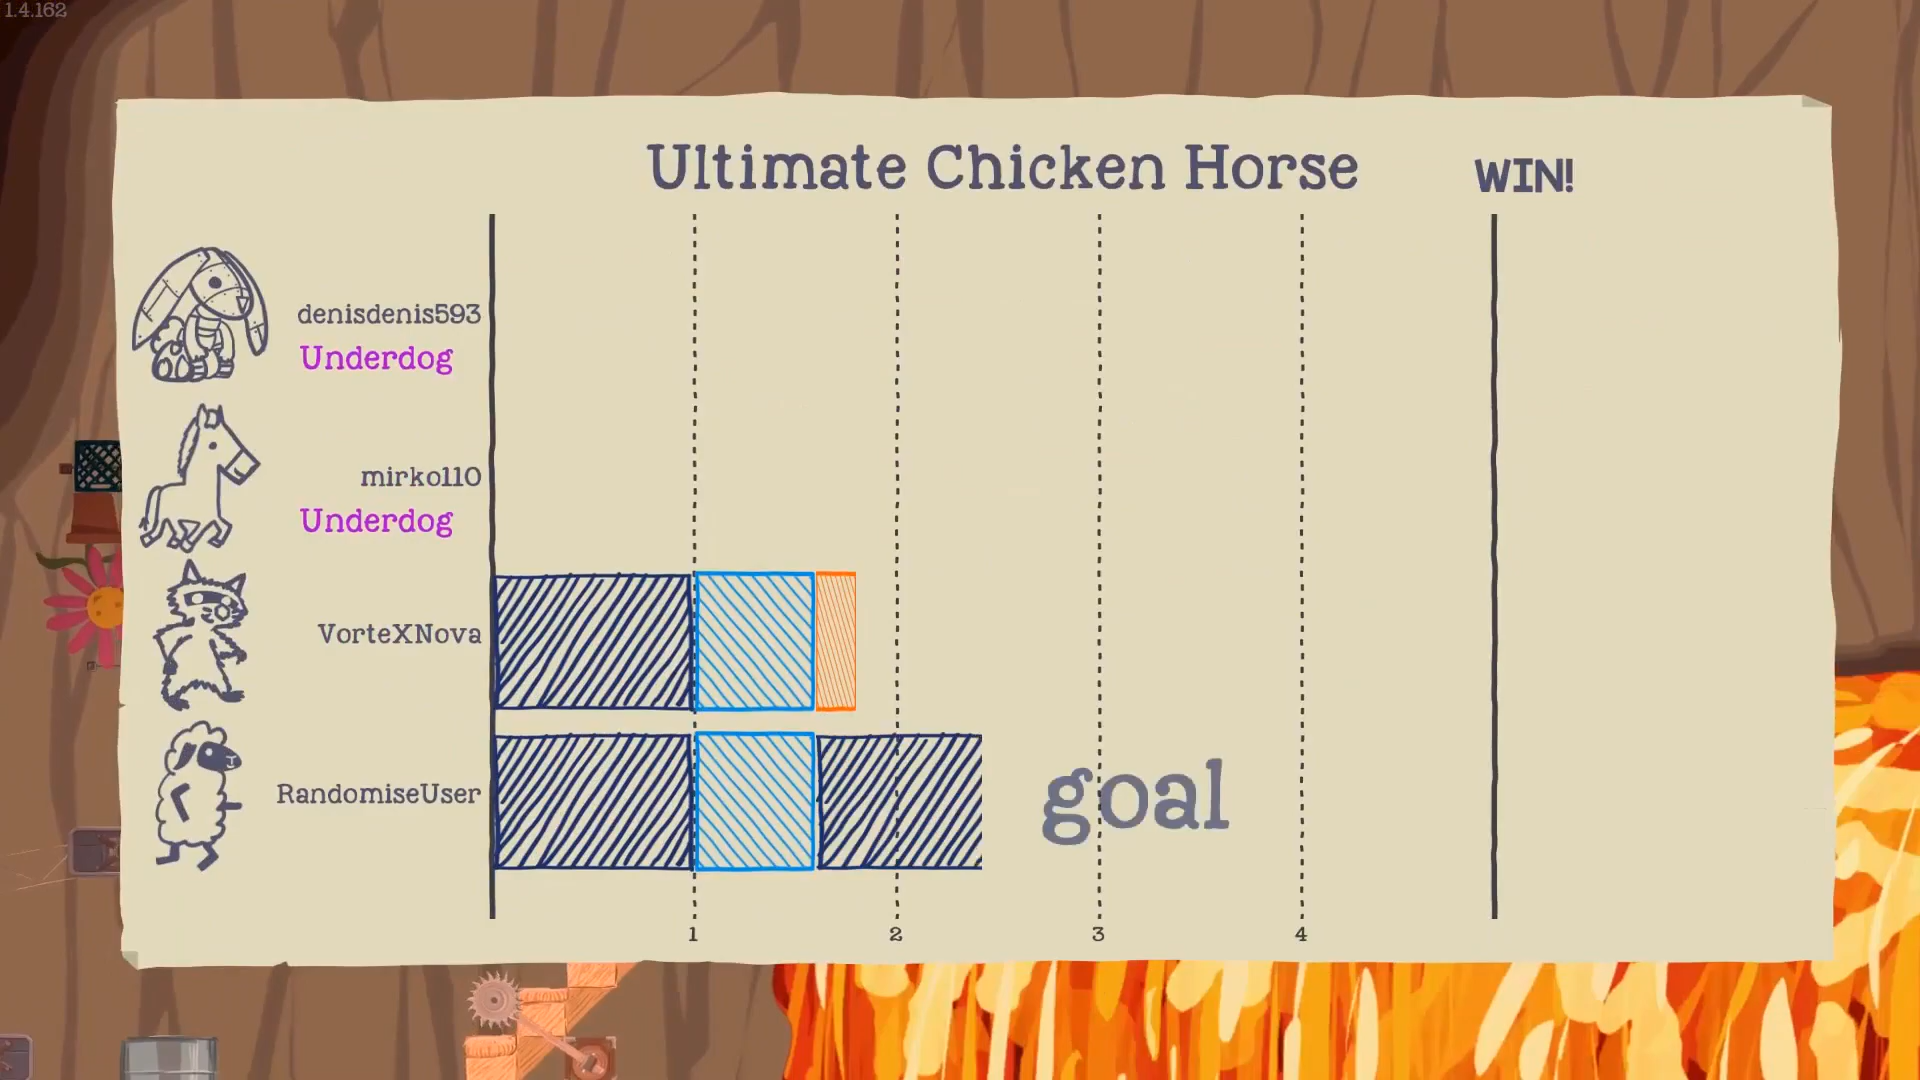 1.4.162
Ultimate Chicken Horse
WIN!
denisdenis593
Underdog
mirko110
Underdog
VorteXNova
RandomiseUser
goal
1 2 3 4